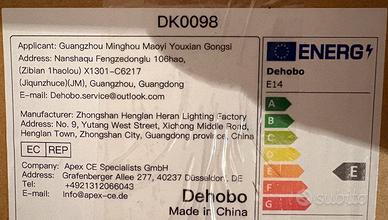 DK0098
Applicant: Guangzhou Minghou Maoyi Youxian Gongsi
Address: Nanshaqu Fengzedonglu 106hao,
(Zibian 1haolou) X1301-C6217
(Jiqunzhuce)(JM), Guangzhou, Guangdong
E-mail: Dehobo.service@outlook.com
Manufacturer: Zhongshan Henglan Heran Lighting Factory
Address: No. 9, Yutang West Street, Xichong Middle Road,
Henglan Town, Zhongshan City, Guangdong province, China
EC REP
Company: Apex CE Specialists GmbH
Address: Grafenberger Allee 277, 40237 Düsseldorf, DE
Tel: +4921312066043
E-mail: Info@apex-ce.de
Dehobo
Made in China
ENERG
Dehobo
E14
A
B
C
D
E
F
G
E
subito